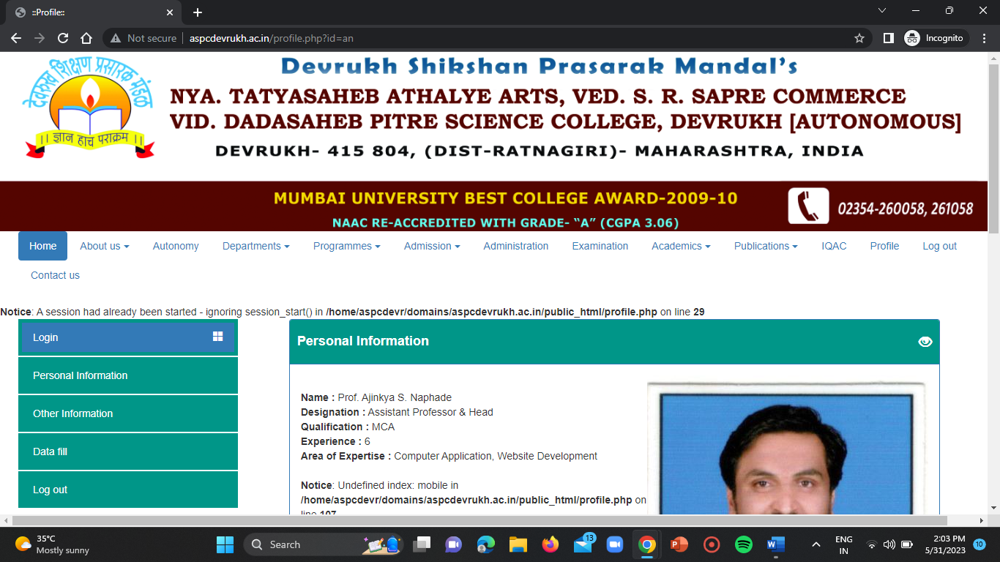 ::Profile::
Not secure aspcdevrukh.ac.in/profile.php?id=an Incognito
देवरुख शिक्षण प्रसारक मंडळ
|| ज्ञान हाच पराक्रम ||
Devrukh Shikshan Prasarak Mandal's
NYA. TATYASAHEB ATHALYE ARTS, VED. S. R. SAPRE COMMERCE
VID. DADASAHEB PITRE SCIENCE COLLEGE, DEVRUKH [AUTONOMOUS]
DEVRUKH- 415 804, (DIST-RATNAGIRI)- MAHARASHTRA, INDIA
MUMBAI UNIVERSITY BEST COLLEGE AWARD-2009-10
NAAC RE-ACCREDITED WITH GRADE- “A” (CGPA 3.06)
02354-260058, 261058
Home About us Autonomy Departments Programmes Admission Administration Examination Academics Publications IQAC Profile Log out
Contact us
Notice: A session had already been started - ignoring session_start() in /home/aspcdevr/domains/aspcdevrukh.ac.in/public_html/profile.php on line 29
Login
Personal Information
Other Information
Data fill
Log out
Personal Information
Name : Prof. Ajinkya S. Naphade
Designation : Assistant Professor & Head
Qualification : MCA
Experience : 6
Area of Expertise : Computer Application, Website Development
Notice: Undefined index: mobile in
/home/aspcdevr/domains/aspcdevrukh.ac.in/public_html/profile.php on
line 107
35°C
Mostly sunny
Search
13
ENG
IN
2:03 PM
5/31/2023
10